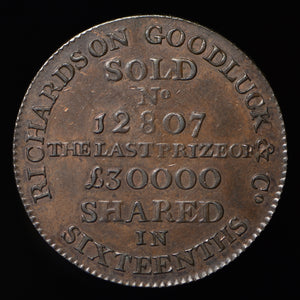 RICHARDSON GOODLUCK & Cº.
SOLD
Nº
12807
THE LAST PRIZE OF
£30000
SHARED
IN
SIXTEENTHS